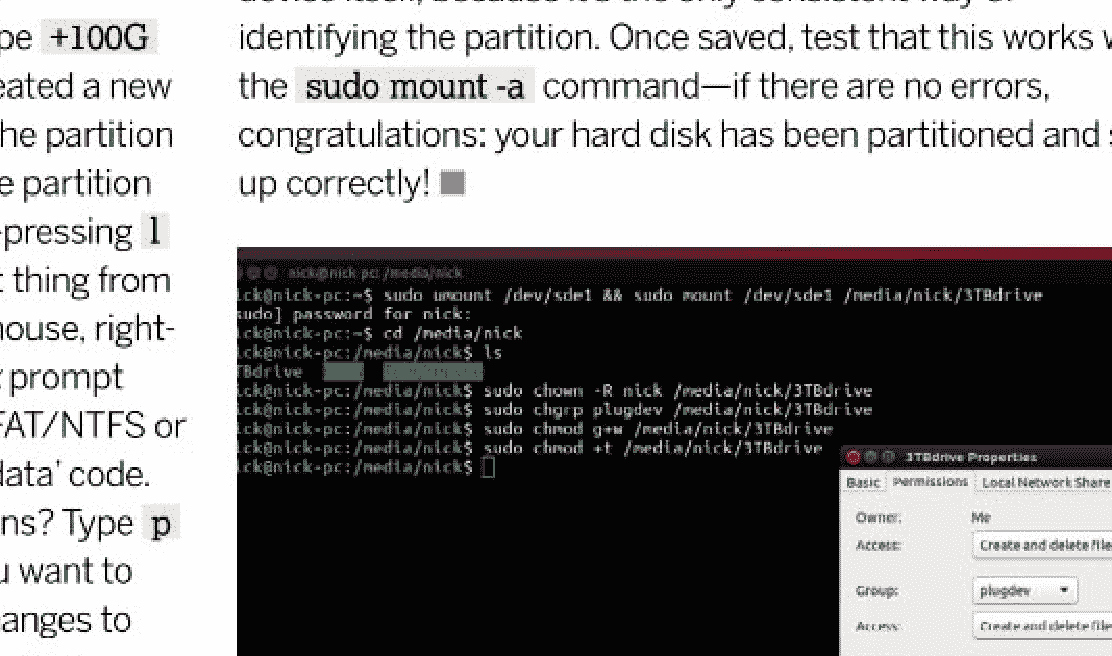 pe +100G
eated a new
he partition
e partition
pressing l
t thing from
nouse, right-
prompt
FAT/NTFS or
data' code.
ns? Type p
u want to
anges to
identifying the partition. Once saved, test that this works
the sudo mount -a command—if there are no errors,
congratulations: your hard disk has been partitioned and
up correctly! ■
nick@nick-pc: /media/nick
ick@nick-pc:~$ sudo umount /dev/sde1 && sudo mount /dev/sde1 /media/nick/3TBdrive
sudo] password for nick:
ick@nick-pc:~$ cd /media/nick
ick@nick-pc:/media/nick$ ls
TBdrive
ick@nick-pc:/media/nick$ sudo chown -R nick /media/nick/3TBdrive
ick@nick-pc:/media/nick$ sudo chgrp plugdev /media/nick/3TBdrive
ick@nick-pc:/media/nick$ sudo chmod g+w /media/nick/3TBdrive
ick@nick-pc:/media/nick$ sudo chmod +t /media/nick/3TBdrive
ick@nick-pc:/media/nick$
3TBdrive Properties
Basic Permissions Local Network Share
Owner: Me
Access: Create and delete file
Group: plugdev
Access: Create and delete file